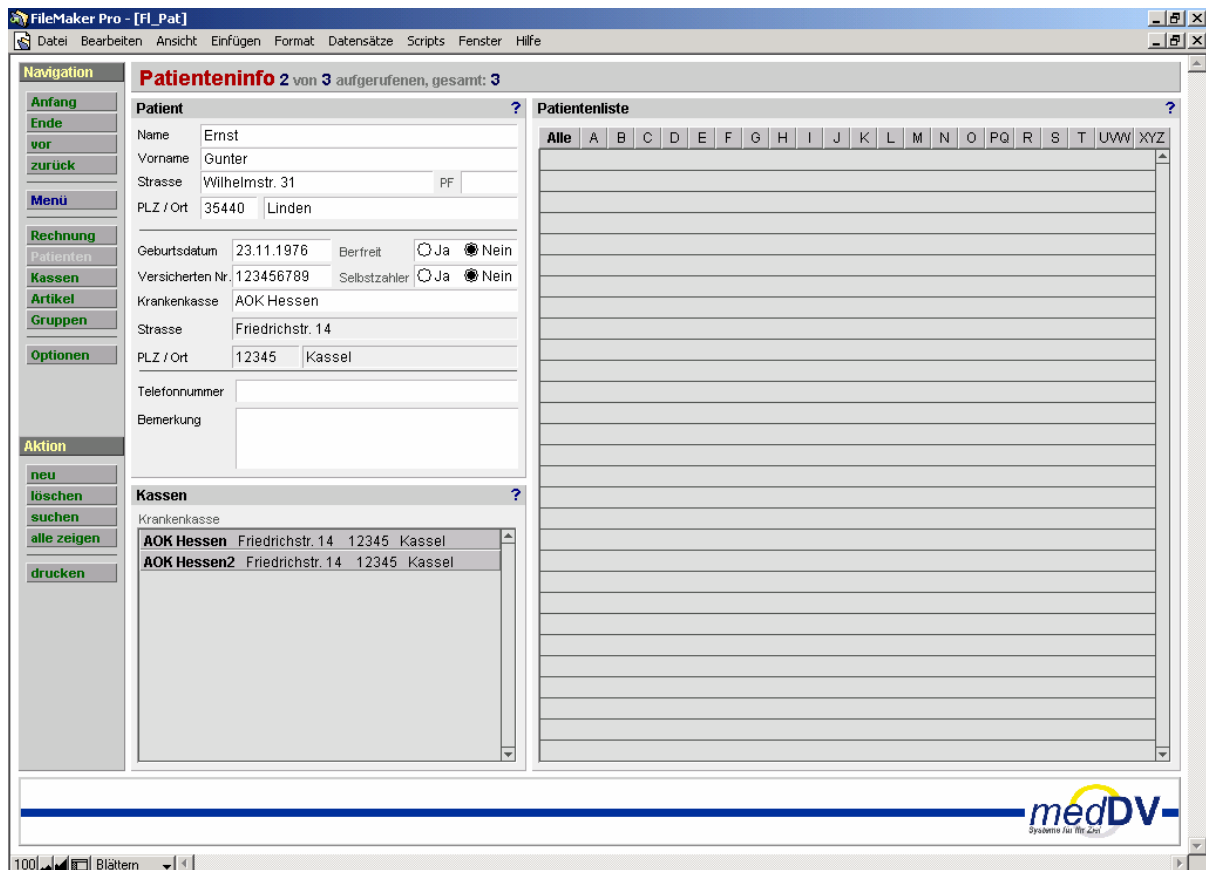 FileMaker Pro - [Fl_Pat]
Datei Bearbeiten Ansicht Einfügen Format Datensätze Scripts Fenster Hilfe
Navigation
Anfang
Ende
vor
zurück
Menü
Rechnung
Patienten
Kassen
Artikel
Gruppen
Optionen
Aktion
neu
löschen
suchen
alle zeigen
drucken
Patienteninfo 2 von 3 aufgerufenen, gesamt: 3
Patient ?
Name Ernst
Vorname Gunter
Strasse Wilhelmstr. 31 PF
PLZ / Ort 35440 Linden
Geburtsdatum 23.11.1976 Berfreit Ja Nein
Versicherten Nr. 123456789 Selbstzahler Ja Nein
Krankenkasse AOK Hessen
Strasse Friedrichstr. 14
PLZ / Ort 12345 Kassel
Telefonnummer
Bemerkung
Kassen ?
Krankenkasse
AOK Hessen Friedrichstr. 14 12345 Kassel
AOK Hessen2 Friedrichstr. 14 12345 Kassel
Patientenliste ?
Alle A B C D E F G H I J K L M N O PQ R S T UVW XYZ
medDV
Systeme für Ihr Ziel
100 Blättern